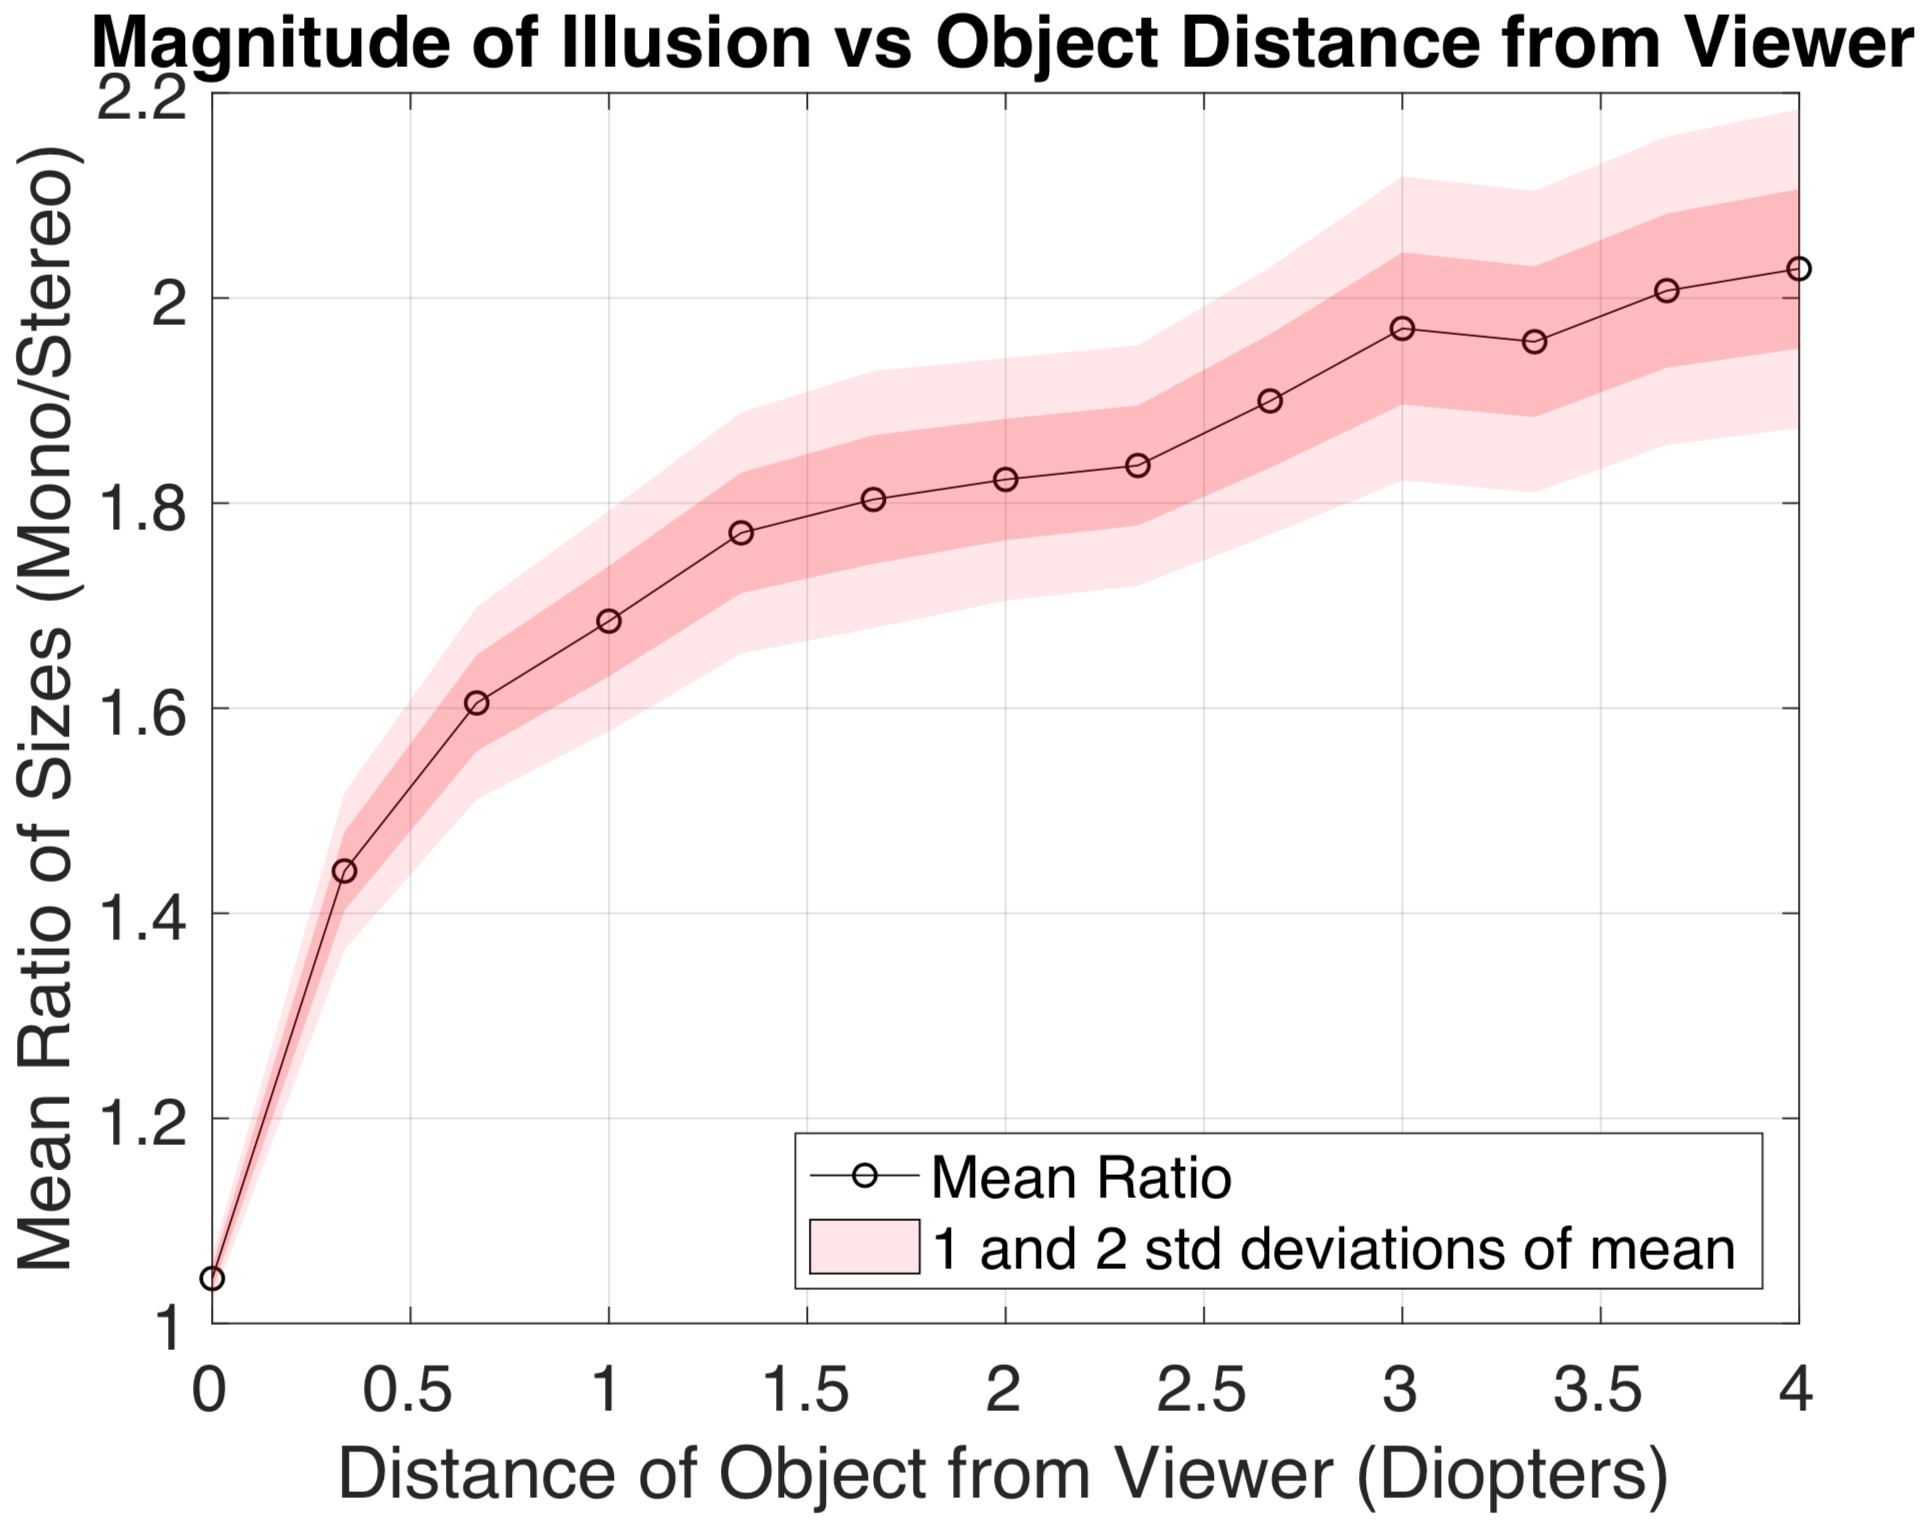 Magnitude of Illusion vs Object Distance from Viewer
Mean Ratio of Sizes (Mono/Stereo)
2.2
2
1.8
1.6
1.4
1.2
1
Mean Ratio
1 and 2 std deviations of mean
0 0.5 1 1.5 2 2.5 3 3.5 4
Distance of Object from Viewer (Diopters)